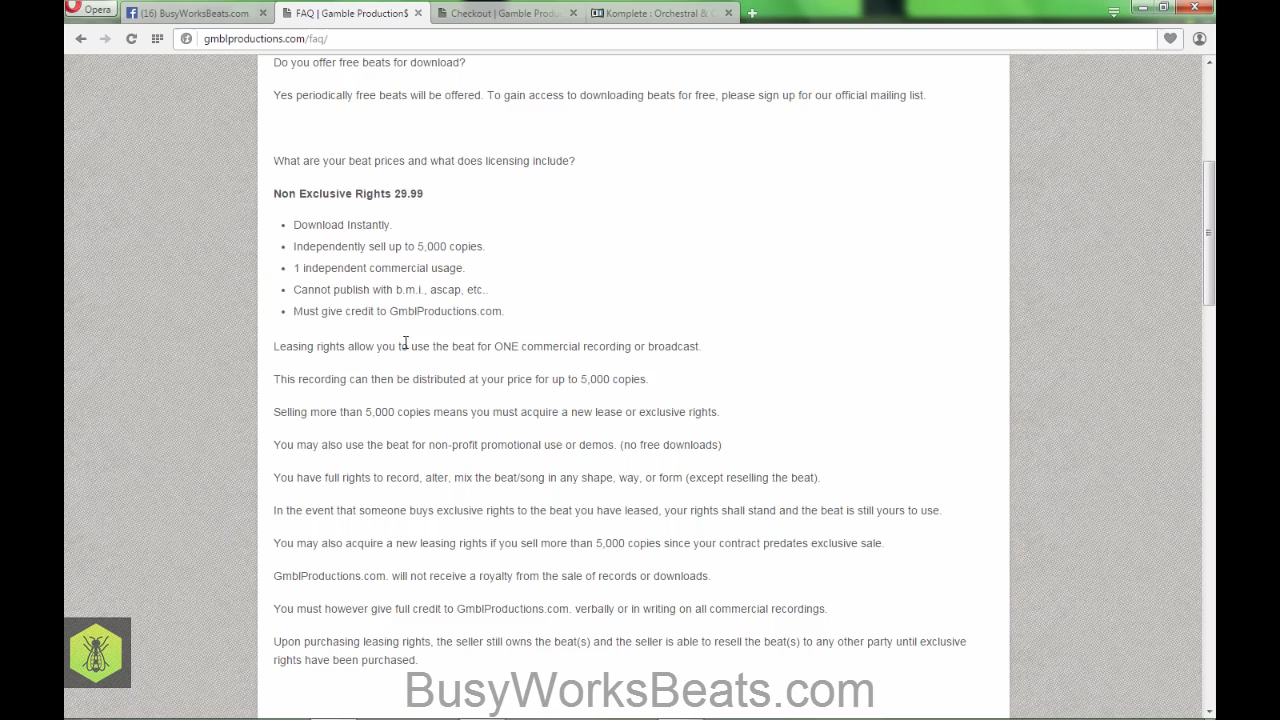 Opera
(16) BusyWorksBeats.com
FAQ | Gamble Production$
Checkout | Gamble Produc
Komplete : Orchestral & C
gmblproductions.com/faq/
Do you offer free beats for download?
Yes periodically free beats will be offered. To gain access to downloading beats for free, please sign up for our official mailing list.
What are your beat prices and what does licensing include?
Non Exclusive Rights 29.99
• Download Instantly.
• Independently sell up to 5,000 copies.
• 1 independent commercial usage.
• Cannot publish with b.m.i., ascap, etc..
• Must give credit to GmblProductions.com.
Leasing rights allow you to use the beat for ONE commercial recording or broadcast.
This recording can then be distributed at your price for up to 5,000 copies.
Selling more than 5,000 copies means you must acquire a new lease or exclusive rights.
You may also use the beat for non-profit promotional use or demos. (no free downloads)
You have full rights to record, alter, mix the beat/song in any shape, way, or form (except reselling the beat).
In the event that someone buys exclusive rights to the beat you have leased, your rights shall stand and the beat is still yours to use.
You may also acquire a new leasing rights if you sell more than 5,000 copies since your contract predates exclusive sale.
GmblProductions.com. will not receive a royalty from the sale of records or downloads.
You must however give full credit to GmblProductions.com. verbally or in writing on all commercial recordings.
Upon purchasing leasing rights, the seller still owns the beat(s) and the seller is able to resell the beat(s) to any other party until exclusive
rights have been purchased.
BusyWorksBeats.com